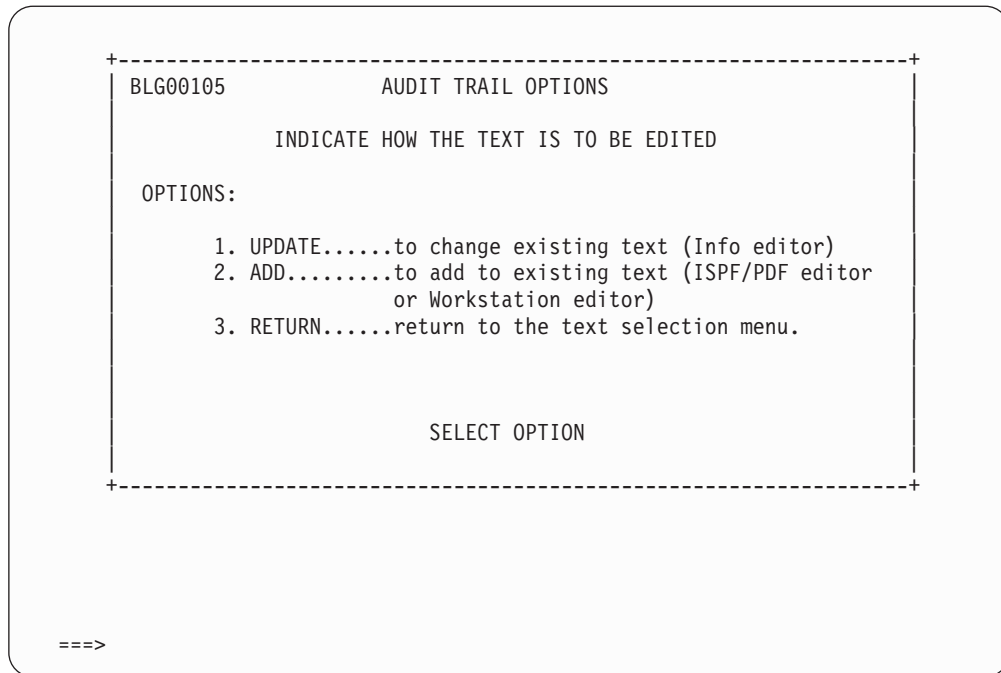 BLG00105 AUDIT TRAIL OPTIONS
INDICATE HOW THE TEXT IS TO BE EDITED
OPTIONS:
1. UPDATE......to change existing text (Info editor)
2. ADD.........to add to existing text (ISPF/PDF editor
or Workstation editor)
3. RETURN......return to the text selection menu.
SELECT OPTION
===>